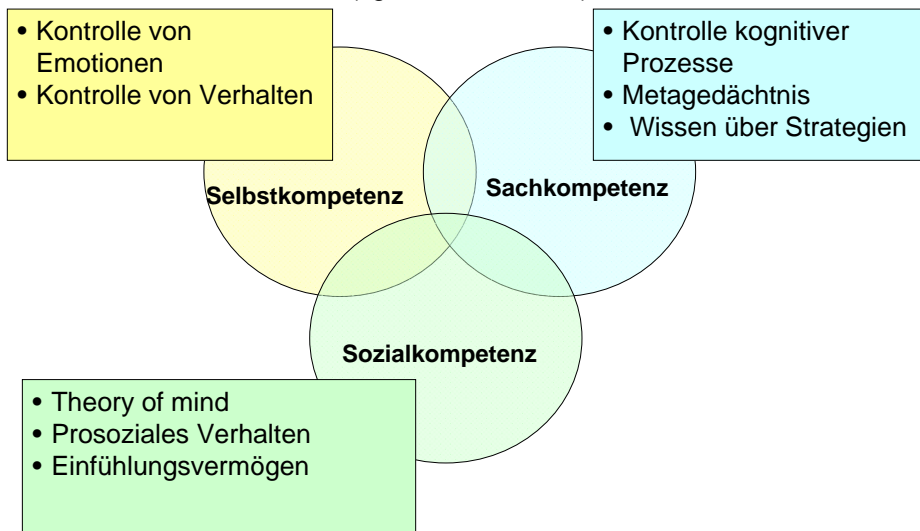 • Kontrolle von
Emotionen
• Kontrolle von Verhalten
• Kontrolle kognitiver
Prozesse
• Metagedächtnis
• Wissen über Strategien
Selbstkompetenz
Sachkompetenz
Sozialkompetenz
• Theory of mind
• Prosoziales Verhalten
• Einfühlungsvermögen